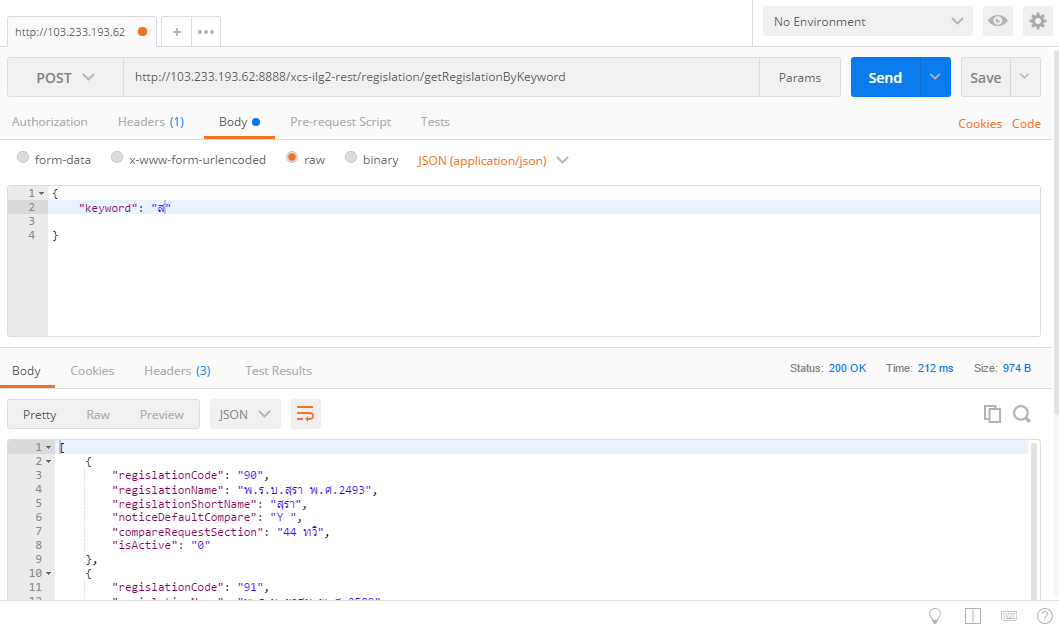 http://103.233.193.62
No Environment
POST http://103.233.193.62:8888/xcs-ilg2-rest/regislation/getRegislationByKeyword Params Send Save
Authorization Headers (1) Body Pre-request Script Tests Cookies Code
form-data x-www-form-urlencoded raw binary JSON (application/json)
1 {
2 "keyword": "ส"
3
4 }
Body Cookies Headers (3) Test Results Status: 200 OK Time: 212 ms Size: 974 B
Pretty Raw Preview JSON
1 [
2 {
3 "regislationCode": "90",
4 "regislationName": "พ.ร.บ.สุรา พ.ศ.2493",
5 "regislationShortName": "สุรา",
6 "noticeDefaultCompare": "Y ",
7 "compareRequestSection": "44 ทวิ",
8 "isActive": "0"
9 },
10 {
11 "regislationCode": "91",